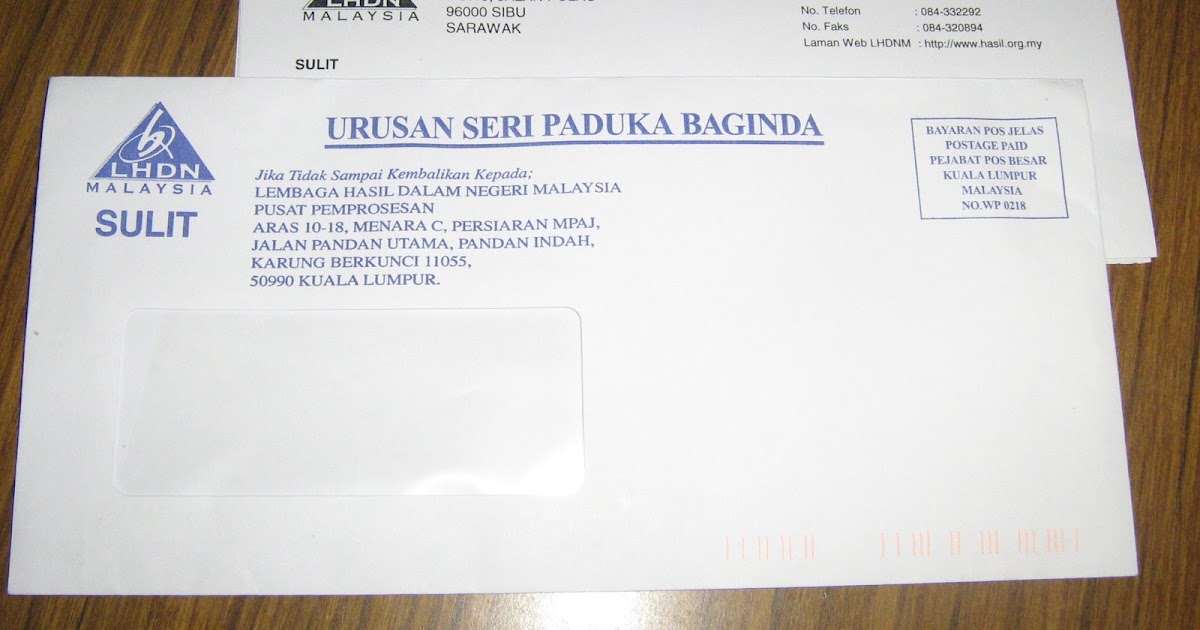 LHDN
MALAYSIA
96000 SIBU
SARAWAK
No. Telefon : 084-332292
No. Faks : 084-320894
Laman Web LHDNM : http://www.hasil.org.my
SULIT
LHDN
MALAYSIA
SULIT
URUSAN SERI PADUKA BAGINDA
Jika Tidak Sampai Kembalikan Kepada;
LEMBAGA HASIL DALAM NEGERI MALAYSIA
PUSAT PEMPROSESAN
ARAS 10-18, MENARA C, PERSIARAN MPAJ,
JALAN PANDAN UTAMA, PANDAN INDAH,
KARUNG BERKUNCI 11055,
50990 KUALA LUMPUR.
BAYARAN POS JELAS
POSTAGE PAID
PEJABAT POS BESAR
KUALA LUMPUR
MALAYSIA
NO.WP 0218